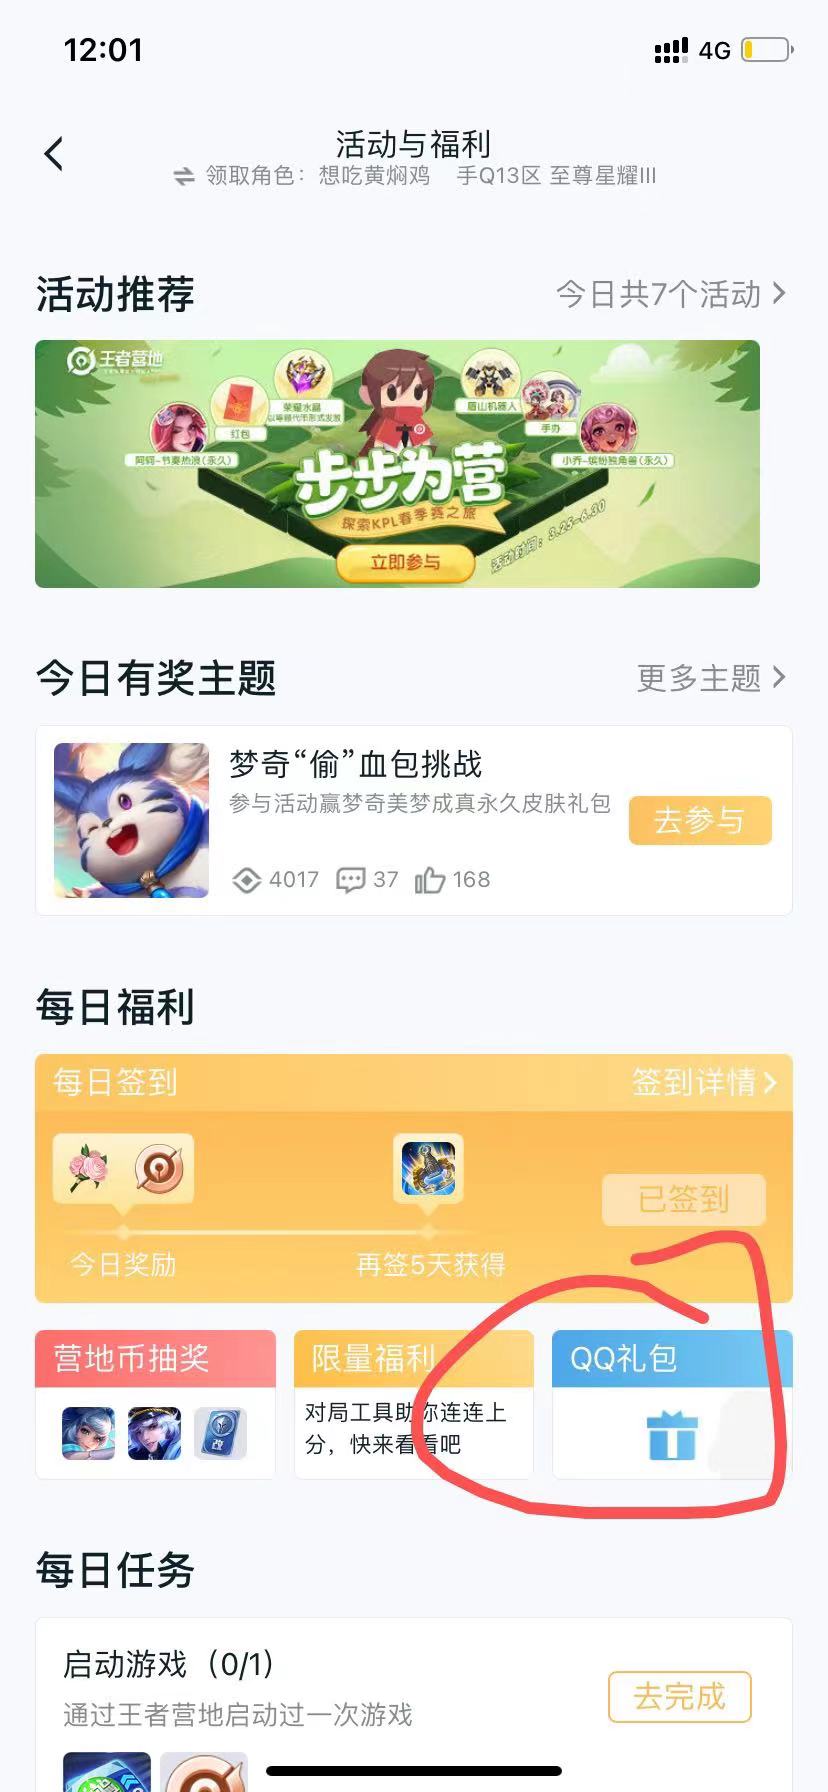 12:01
4G
活动与福利
领取角色：想吃黄焖鸡 手Q13区 至尊星耀III
活动推荐
今日共7个活动
王者营地
荣耀水晶
以等额代币形式发放
红包
阿轲-节奏热浪（永久）
眉山机器人
手办
小乔-缤纷独角兽（永久）
步步为营
探索KPL春季赛之旅
活动时间：3.25-6.30
立即参与
今日有奖主题
更多主题
梦奇“偷”血包挑战
参与活动赢梦奇美梦成真永久皮肤礼包
去参与
4017 37 168
每日福利
每日签到
签到详情
已签到
今日奖励
再签5天获得
营地币抽奖
改
限量福利
对局工具助你连连上
分，快来看看吧
QQ礼包
每日任务
启动游戏（0/1）
通过王者营地启动过一次游戏
去完成